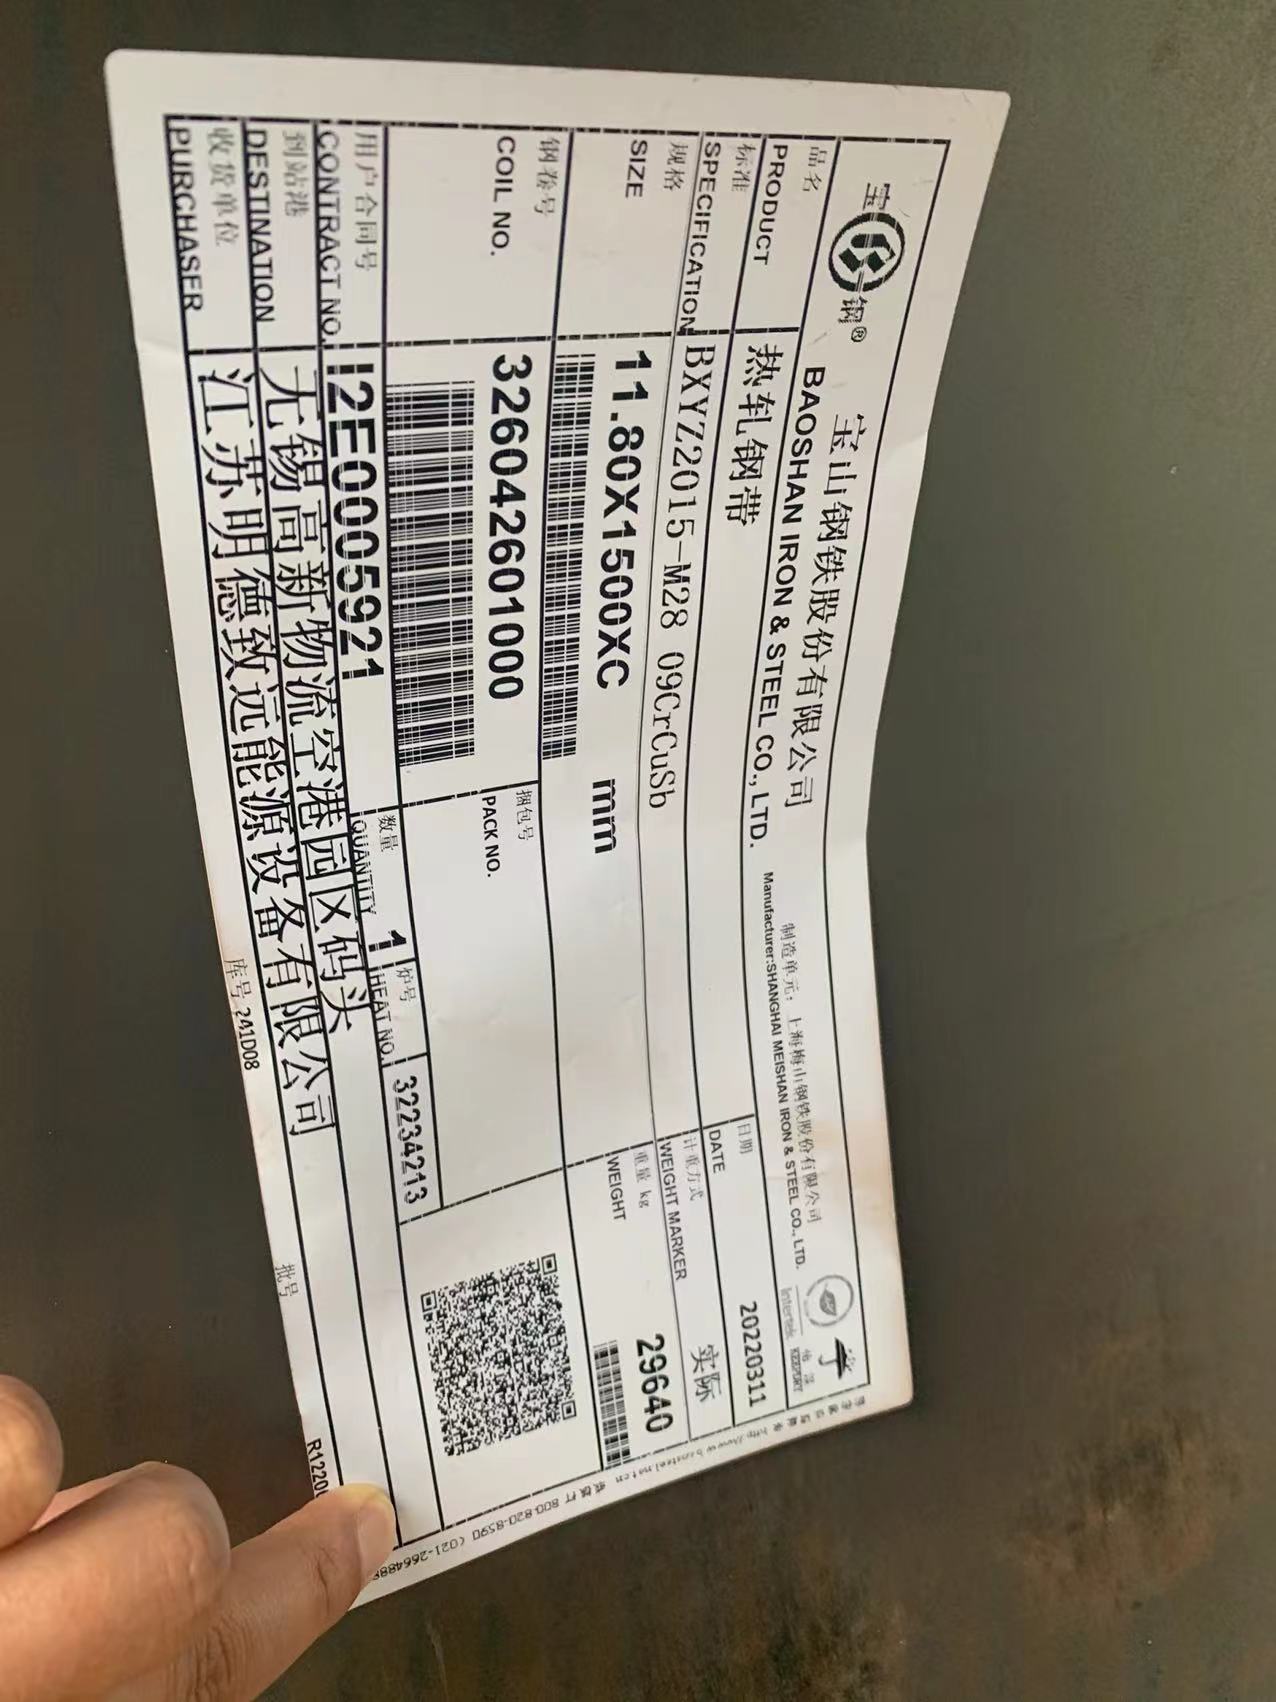 宝钢®
宝山钢铁股份有限公司
BAOSHAN IRON & STEEL CO., LTD.
制造单元：上海梅山钢铁股份有限公司
Manufacturer:SHANGHAI MEISHAN IRON & STEEL CO., LTD.
Intertek
品名
PRODUCT
热轧钢带
日期
DATE
20220311
标准
SPECIFICATION
BXYZ2015-M28 09CrCuSb
计重方式
WEIGHT MARKER
实际
规格
SIZE
11.80X1500XC mm
重量 kg
WEIGHT
29640
钢卷号
COIL NO.
32604260100​0
捆包号
PACK NO.
用户合同号
CONTRACT NO.
I2E0005921
数量
QUANTITY
1
炉号
HEAT NO.
32234213
到站港
DESTINATION
无锡高新物流空港园区码头
收货单位
PURCHASER
江苏明德致远能源设备有限公司
库号 241D08
批号
800-820-8590